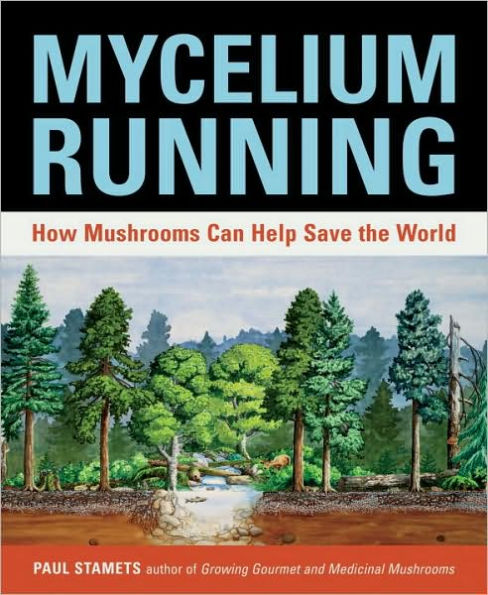 MYCELIUM
RUNNING
How Mushrooms Can Help Save the World
PAUL STAMETS author of Growing Gourmet and Medicinal Mushrooms